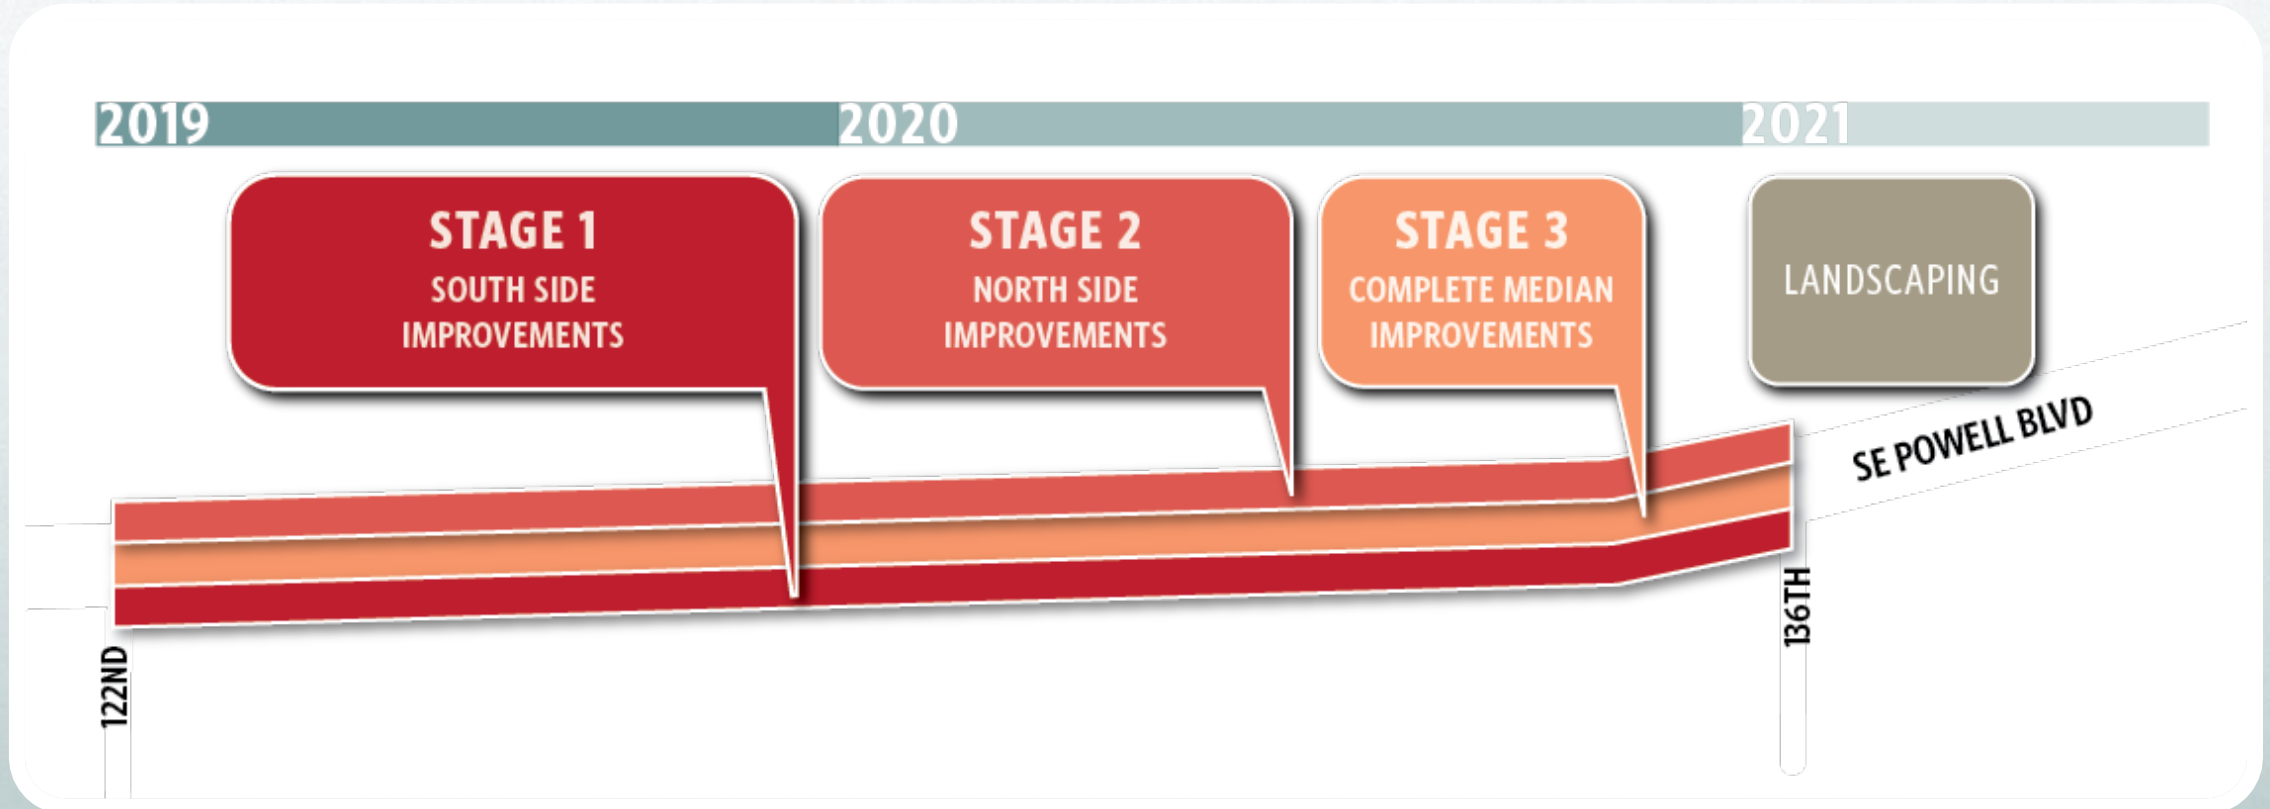 2019
2020
2021
STAGE 1
SOUTH SIDE
IMPROVEMENTS
STAGE 2
NORTH SIDE
IMPROVEMENTS
STAGE 3
COMPLETE MEDIAN
IMPROVEMENTS
LANDSCAPING
SE POWELL BLVD
122ND
136TH